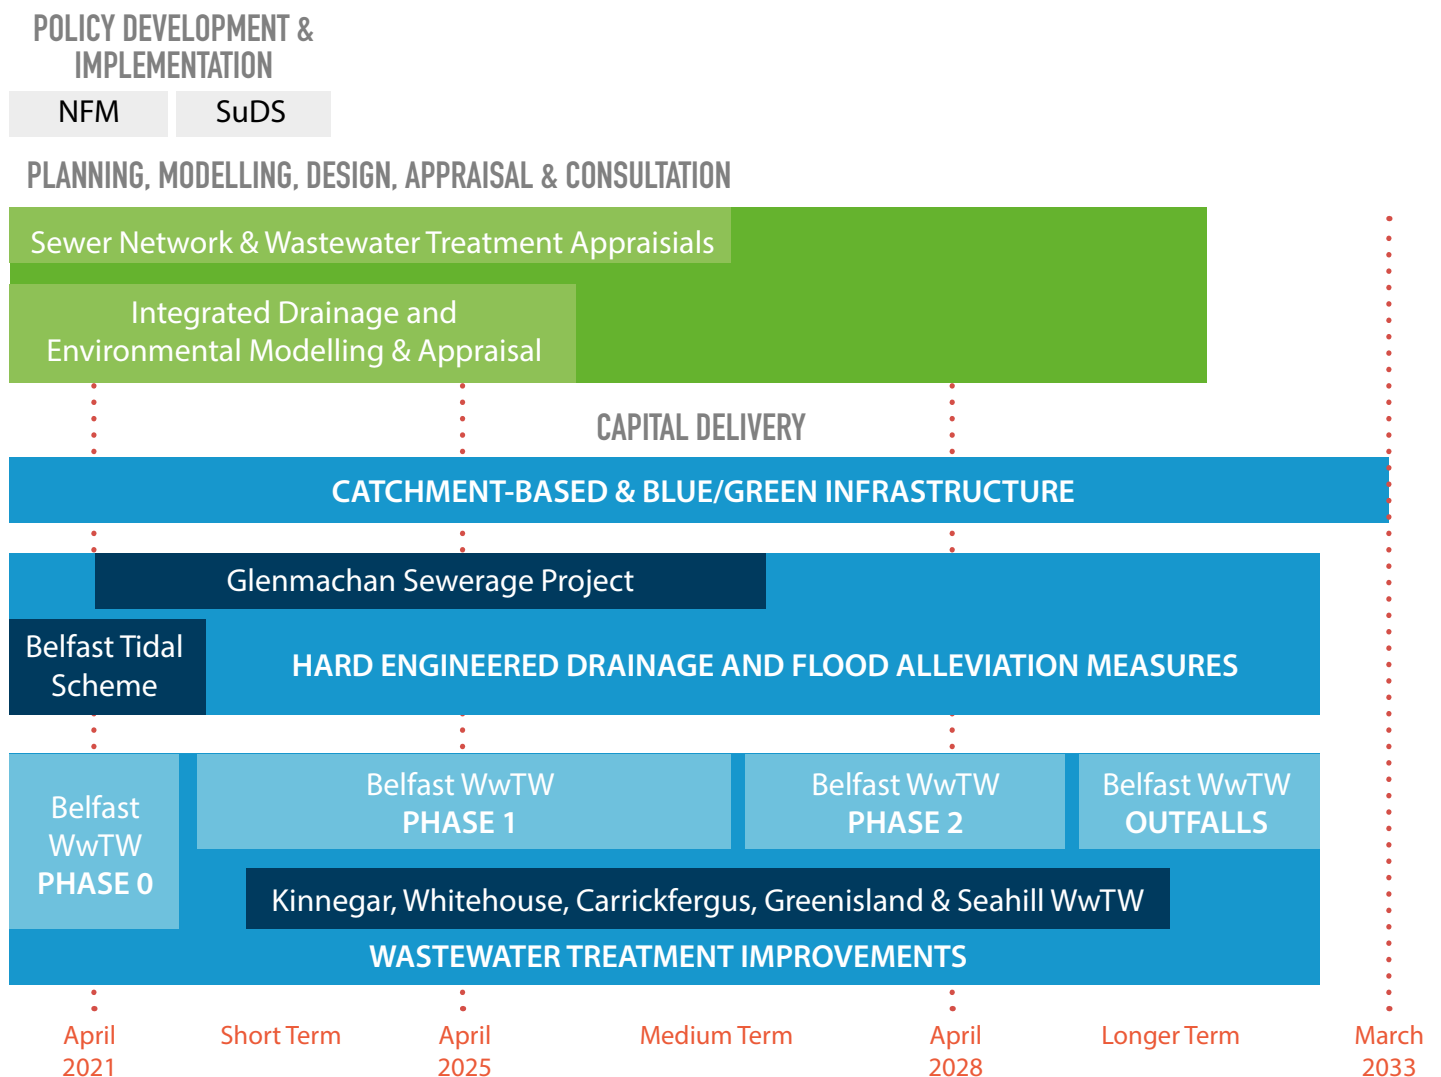 POLICY DEVELOPMENT &
IMPLEMENTATION
NFM
SuDS
PLANNING, MODELLING, DESIGN, APPRAISAL & CONSULTATION
Sewer Network & Wastewater Treatment Appraisials
Integrated Drainage and
Environmental Modelling & Appraisal
CAPITAL DELIVERY
CATCHMENT-BASED & BLUE/GREEN INFRASTRUCTURE
Glenmachan Sewerage Project
Belfast Tidal
Scheme
HARD ENGINEERED DRAINAGE AND FLOOD ALLEVIATION MEASURES
Belfast
WwTW
PHASE 0
Belfast WwTW
PHASE 1
Belfast WwTW
PHASE 2
Belfast WwTW
OUTFALLS
Kinnegar, Whitehouse, Carrickfergus, Greenisland & Seahill WwTW
WASTEWATER TREATMENT IMPROVEMENTS
April
2021
Short Term
April
2025
Medium Term
April
2028
Longer Term
March
2033